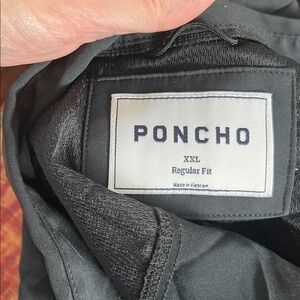 PONCHO
XXL
Regular Fit
Made in Vietnam